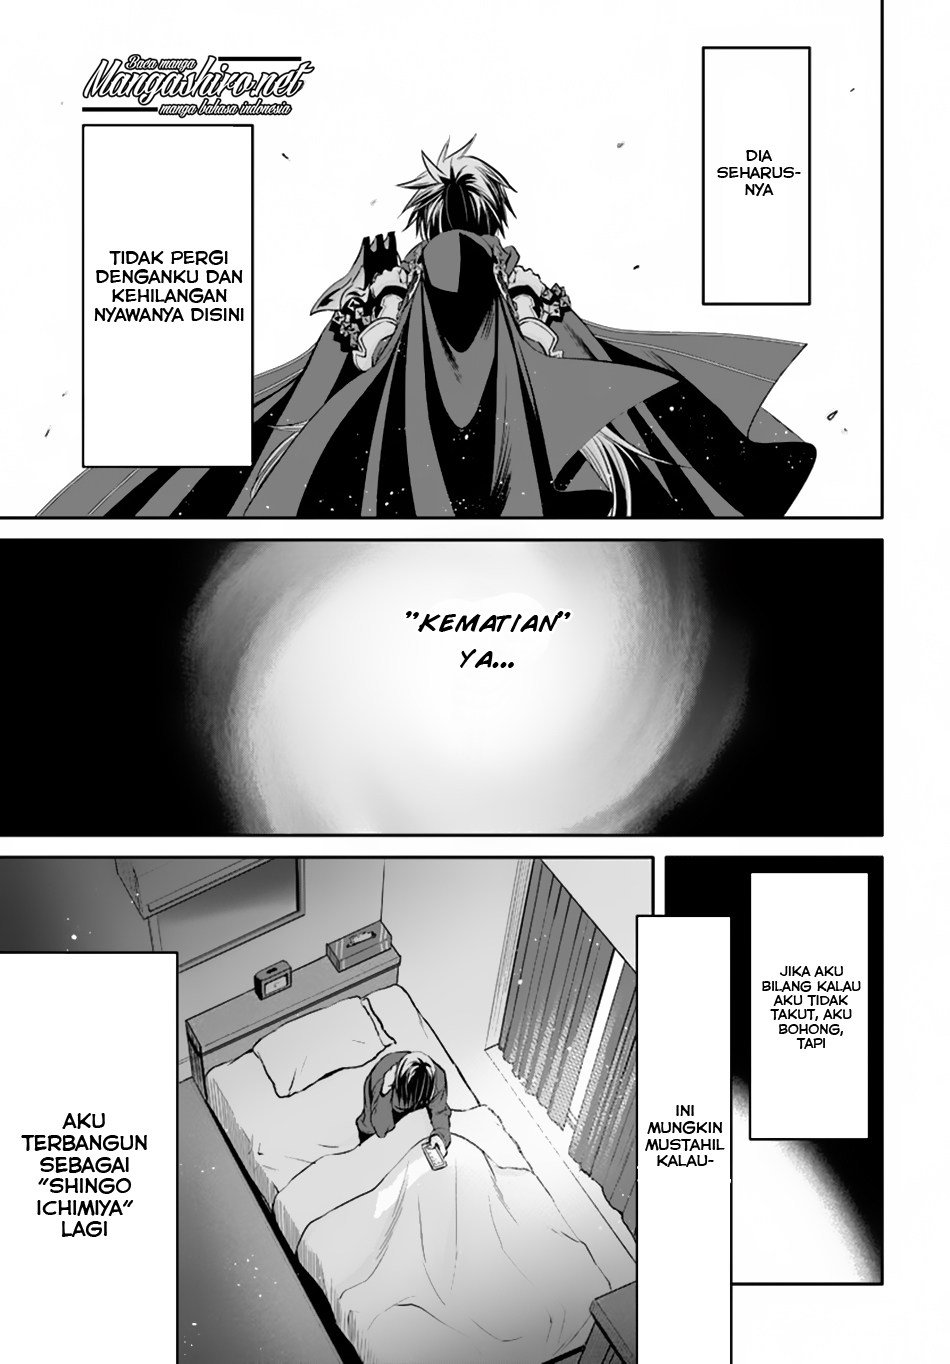 Baca manga
Mangashiro.net
manga bahasa indonesia
DIA
SEHARUS-
NYA
TIDAK PERGI
DENGANKU DAN
KEHILANGAN
NYAWANYA DISINI
"KEMATIAN"
YA...
JIKA AKU
BILANG KALAU
AKU TIDAK
TAKUT, AKU
BOHONG,
TAPI
INI
MUNGKIN
MUSTAHIL
KALAU-
AKU
TERBANGUN
SEBAGAI
"SHINGO
ICHIMIYA"
LAGI